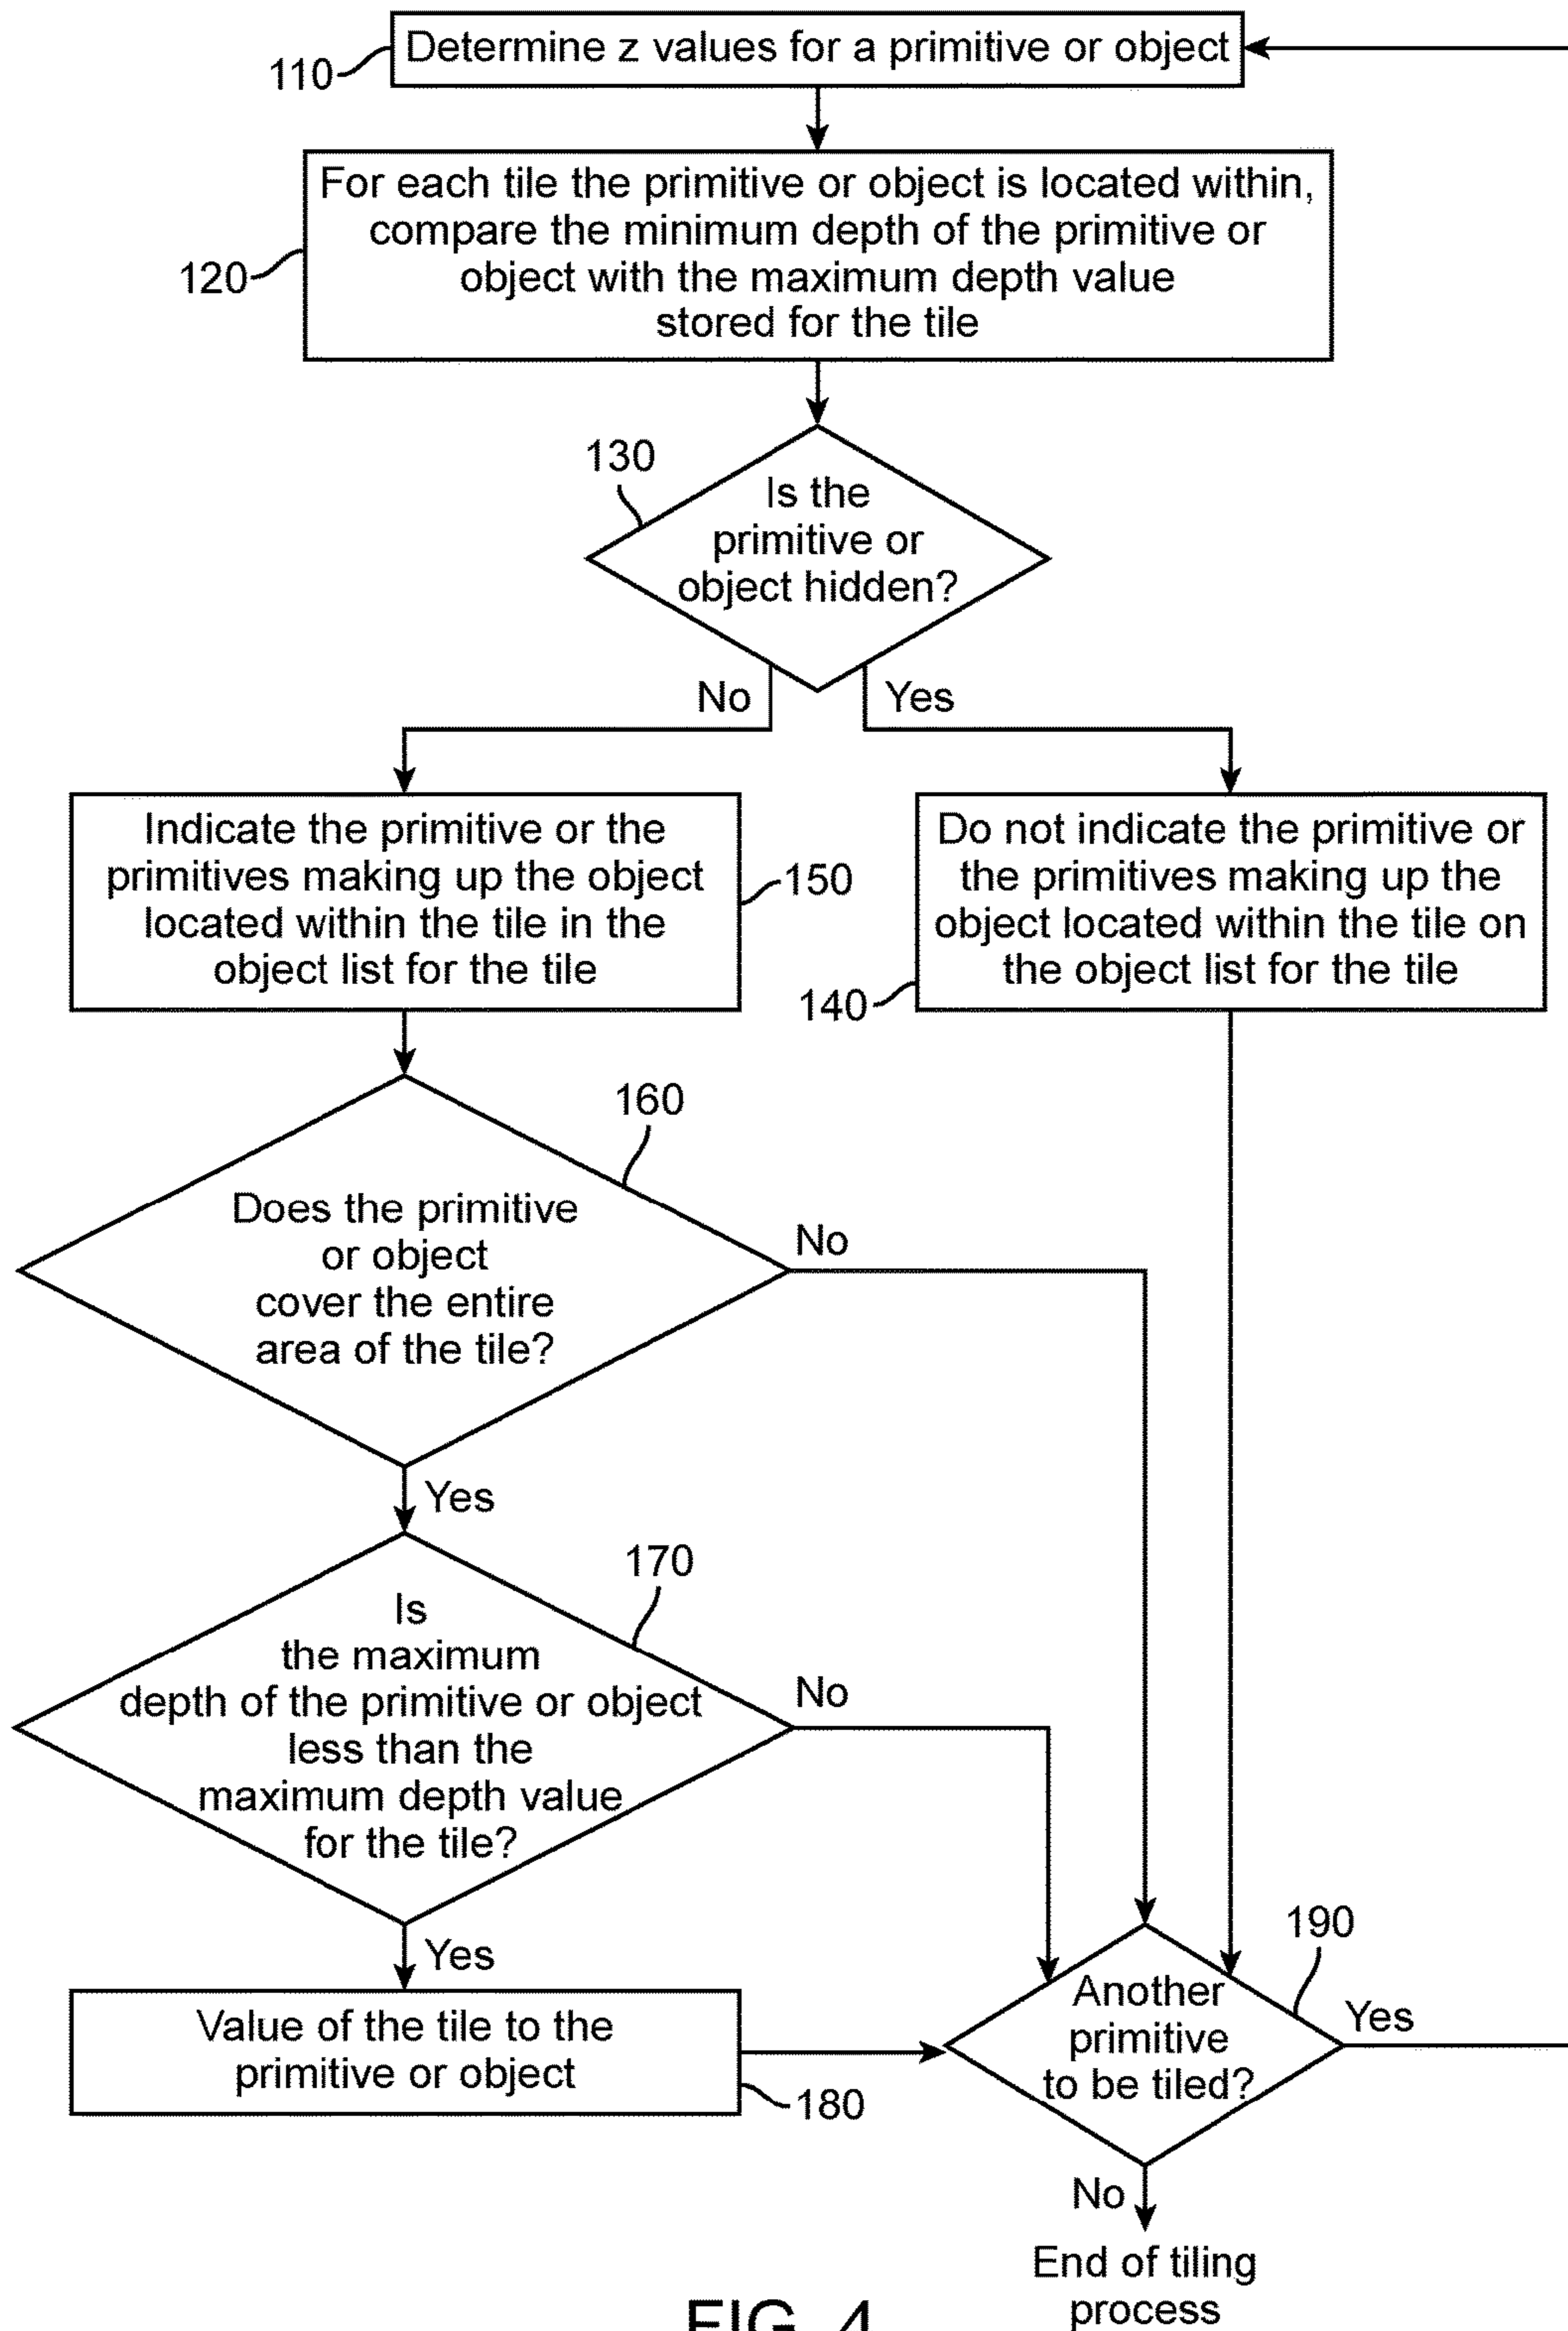 Determine z values for a primitive or object
110
For each tile the primitive or object is located within,
compare the minimum depth of the primitive or
object with the maximum depth value
stored for the tile
120
130
Is the
primitive or
object hidden?
No
Yes
Indicate the primitive or the
primitives making up the object
located within the tile in the
object list for the tile
150
Do not indicate the primitive or
the primitives making up the
object located within the tile on
the object list for the tile
140
160
Does the primitive
or object
cover the entire
area of the tile?
No
Yes
170
Is
the maximum
depth of the primitive or object
less than the
maximum depth value
for the tile?
No
Yes
Value of the tile to the
primitive or object
180
190
Another
primitive
to be tiled?
Yes
No
End of tiling
process
FIG. 4